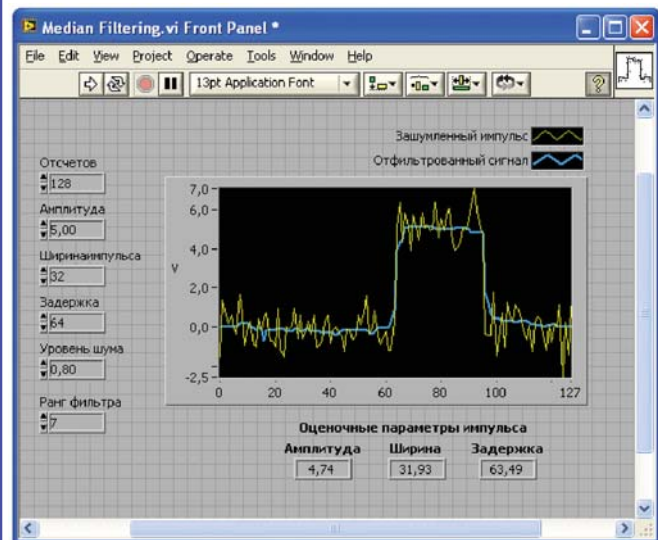 Median Filtering.vi Front Panel *
File Edit View Project Operate Tools Window Help
13pt Application Font
Зашумленный импульс
Отфильтрованный сигнал
Отсчетов
128
Амплитуда
5,00
Ширинаимпульса
32
Задержка
64
Уровень шума
0,80
Ранг фильтра
7
V
7,0
6,0
4,0
2,0
0,0
-2,5
0 20 40 60 80 100 127
Оценочные параметры импульса
Амплитуда Ширина Задержка
4,74 31,93 63,49